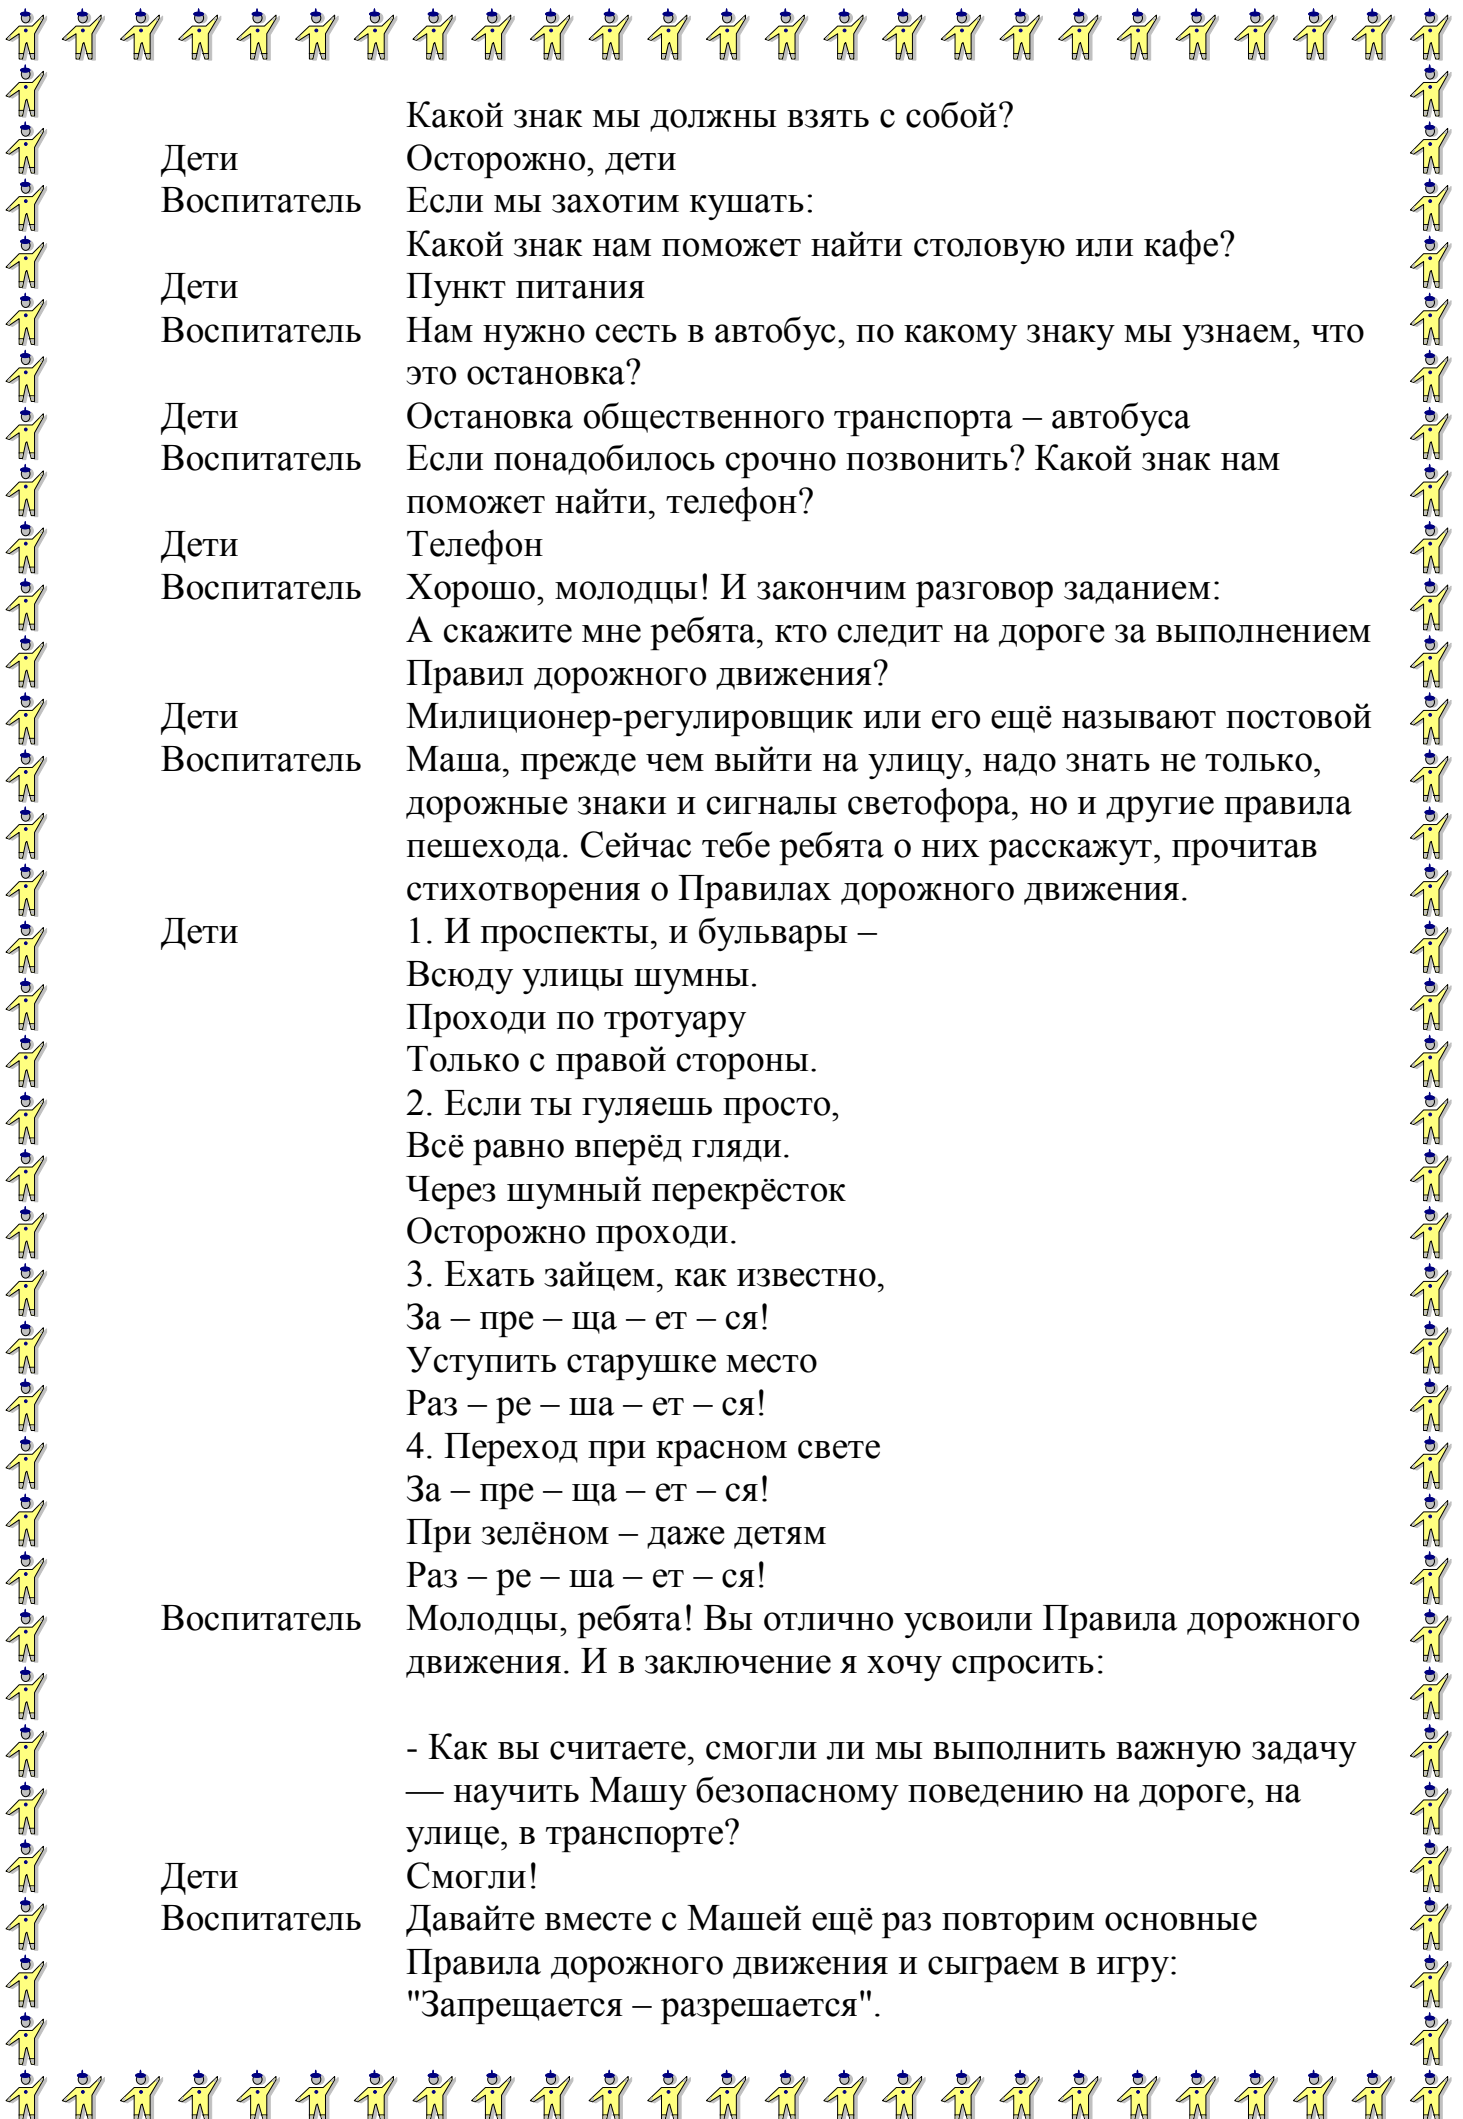 Какой знак мы должны взять с собой?
Дети Осторожно, дети
Воспитатель Если мы захотим кушать:
Какой знак нам поможет найти столовую или кафе?
Дети Пункт питания
Воспитатель Нам нужно сесть в автобус, по какому знаку мы узнаем, что
это остановка?
Дети Остановка общественного транспорта – автобуса
Воспитатель Если понадобилось срочно позвонить? Какой знак нам
поможет найти, телефон?
Дети Телефон
Воспитатель Хорошо, молодцы! И закончим разговор заданием:
А скажите мне ребята, кто следит на дороге за выполнением
Правил дорожного движения?
Дети Милиционер-регулировщик или его ещё называют постовой
Воспитатель Маша, прежде чем выйти на улицу, надо знать не только,
дорожные знаки и сигналы светофора, но и другие правила
пешехода. Сейчас тебе ребята о них расскажут, прочитав
стихотворения о Правилах дорожного движения.
Дети 1. И проспекты, и бульвары –
Всюду улицы шумны.
Проходи по тротуару
Только с правой стороны.
2. Если ты гуляешь просто,
Всё равно вперёд гляди.
Через шумный перекрёсток
Осторожно проходи.
3. Ехать зайцем, как известно,
За – пре – ща – ет – ся!
Уступить старушке место
Раз – ре – ша – ет – ся!
4. Переход при красном свете
За – пре – ща – ет – ся!
При зелёном – даже детям
Раз – ре – ша – ет – ся!
Воспитатель Молодцы, ребята! Вы отлично усвоили Правила дорожного
движения. И в заключение я хочу спросить:
- Как вы считаете, смогли ли мы выполнить важную задачу
— научить Машу безопасному поведению на дороге, на
улице, в транспорте?
Дети Смогли!
Воспитатель Давайте вместе с Машей ещё раз повторим основные
Правила дорожного движения и сыграем в игру:
"Запрещается – разрешается".